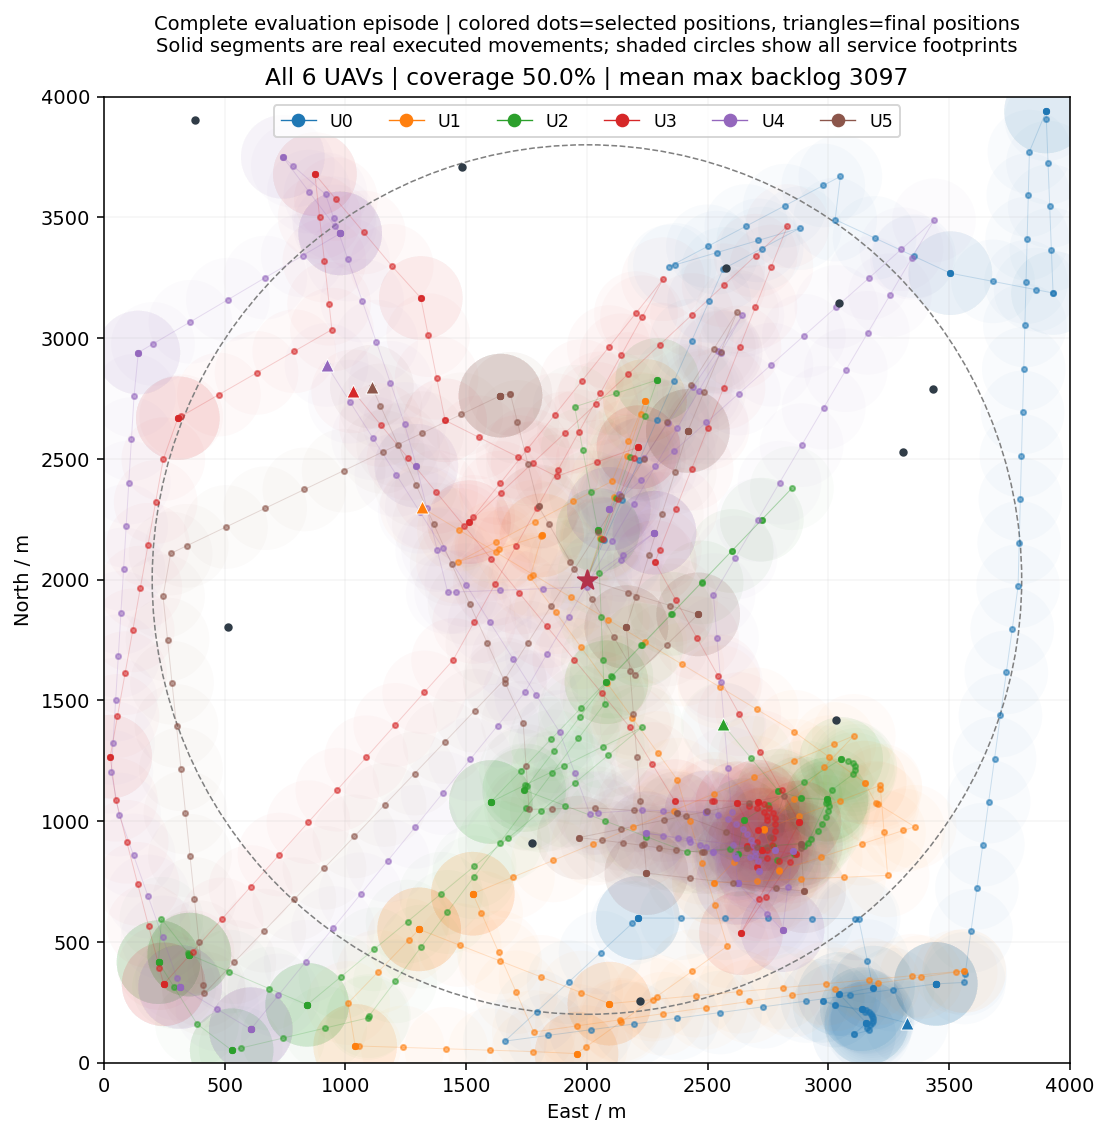 Complete evaluation episode | colored dots=selected positions, triangles=final positions
Solid segments are real executed movements; shaded circles show all service footprints
All 6 UAVs | coverage 50.0% | mean max backlog 3097
U0 U1 U2 U3 U4 U5
4000
3500
3000
2500
2000
1500
1000
500
0
North / m
0 500 1000 1500 2000 2500 3000 3500 4000
East / m